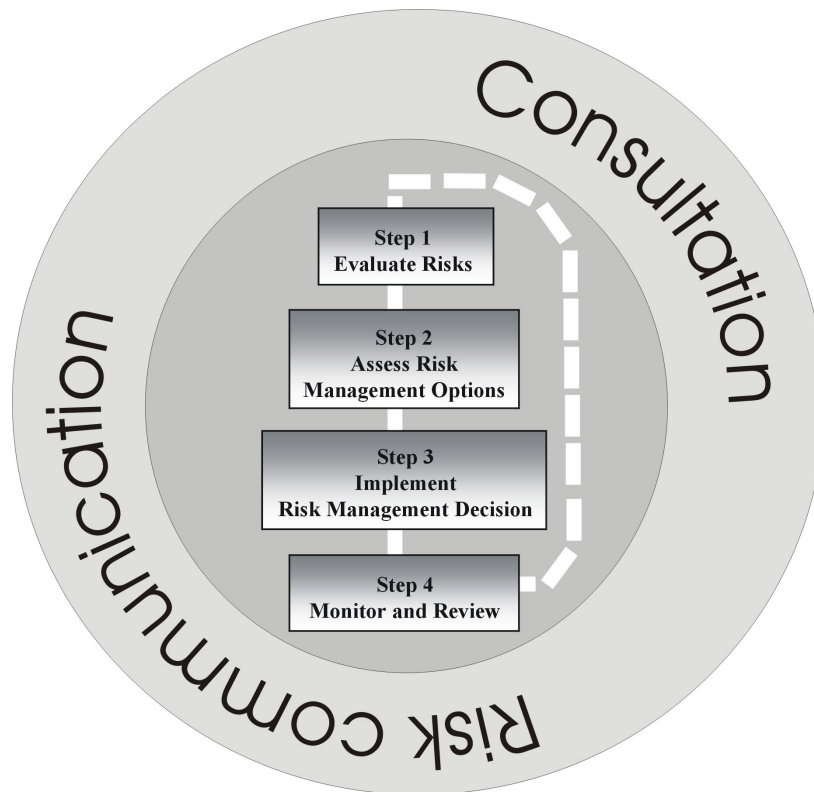 Consultation
Step 1
Evaluate Risks
Step 2
Assess Risk
Management Options
Step 3
Implement
Risk Management Decision
Step 4
Monitor and Review
Risk communication